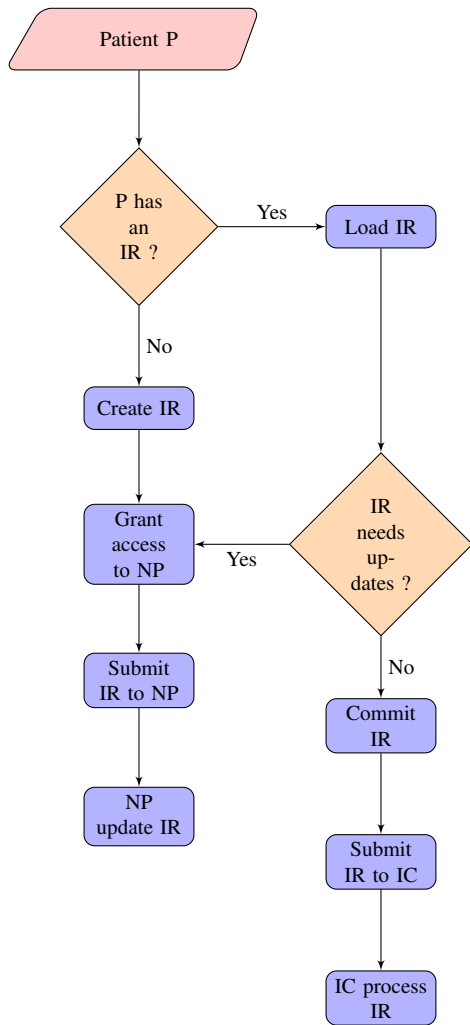 Patient P
P has
an
IR ?
Yes
Load IR
No
Create IR
Grant
access
to NP
Yes
IR
needs
up-
dates ?
Submit
IR to NP
No
Commit
IR
NP
update IR
Submit
IR to IC
IC process
IR